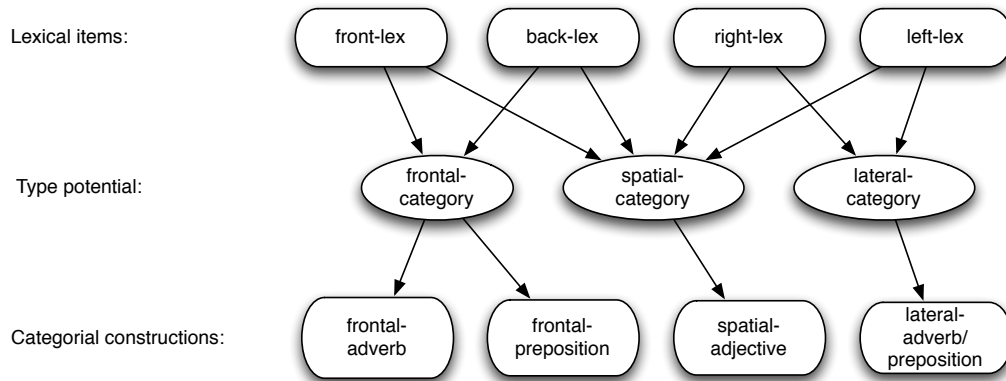 Lexical items:
front-lex
back-lex
right-lex
left-lex
Type potential:
frontal-
category
spatial-
category
lateral-
category
Categorial constructions:
frontal-
adverb
frontal-
preposition
spatial-
adjective
lateral-
adverb/
preposition